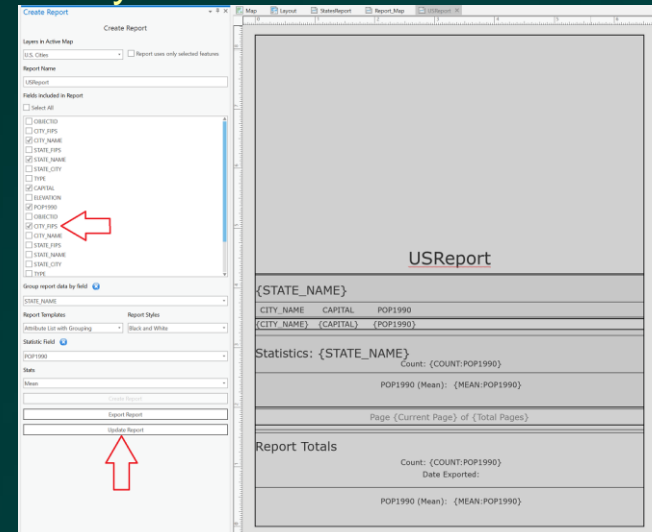 Create Report
Map
Layout
StatesReport
Report_Map
USReport
Create Report
Layers in Active Map
U.S. Cities
Report uses only selected features
Report Name
USReport
Fields Included in Report
Select All
OBJECTID
CITY_FIPS
CITY_NAME
STATE_FIPS
STATE_NAME
STATE_CITY
TYPE
CAPITAL
ELEVATION
POP1990
OBJECTID
CITY_FIPS
CITY_NAME
STATE_FIPS
STATE_NAME
STATE_CITY
TYPE
Group report data by field
STATE_NAME
Report Templates
Report Styles
Attribute List with Grouping
Black and White
Statistic Field
POP1990
Stats
Mean
Create Report
Export Report
Update Report
USReport
{STATE_NAME}
CITY_NAME CAPITAL POP1990
{CITY_NAME} {CAPITAL} {POP1990}
Statistics: {STATE_NAME}
Count: {COUNT:POP1990}
POP1990 (Mean): {MEAN:POP1990}
Page {Current Page} of {Total Pages}
Report Totals
Count: {COUNT:POP1990}
Date Exported:
POP1990 (Mean): {MEAN:POP1990}